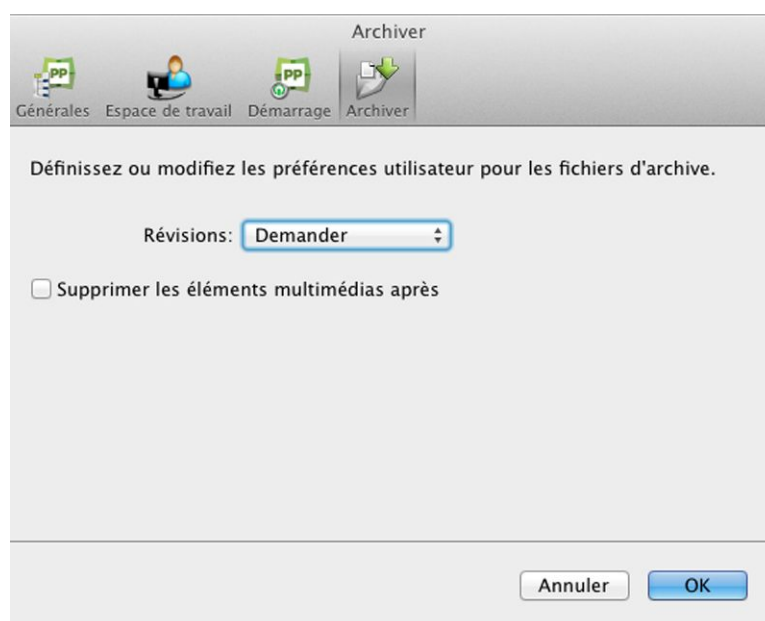 Archiver
PP
PP
Générales Espace de travail Démarrage Archiver
Définissez ou modifiez les préférences utilisateur pour les fichiers d'archive.
Révisions: Demander
Supprimer les éléments multimédias après
Annuler OK